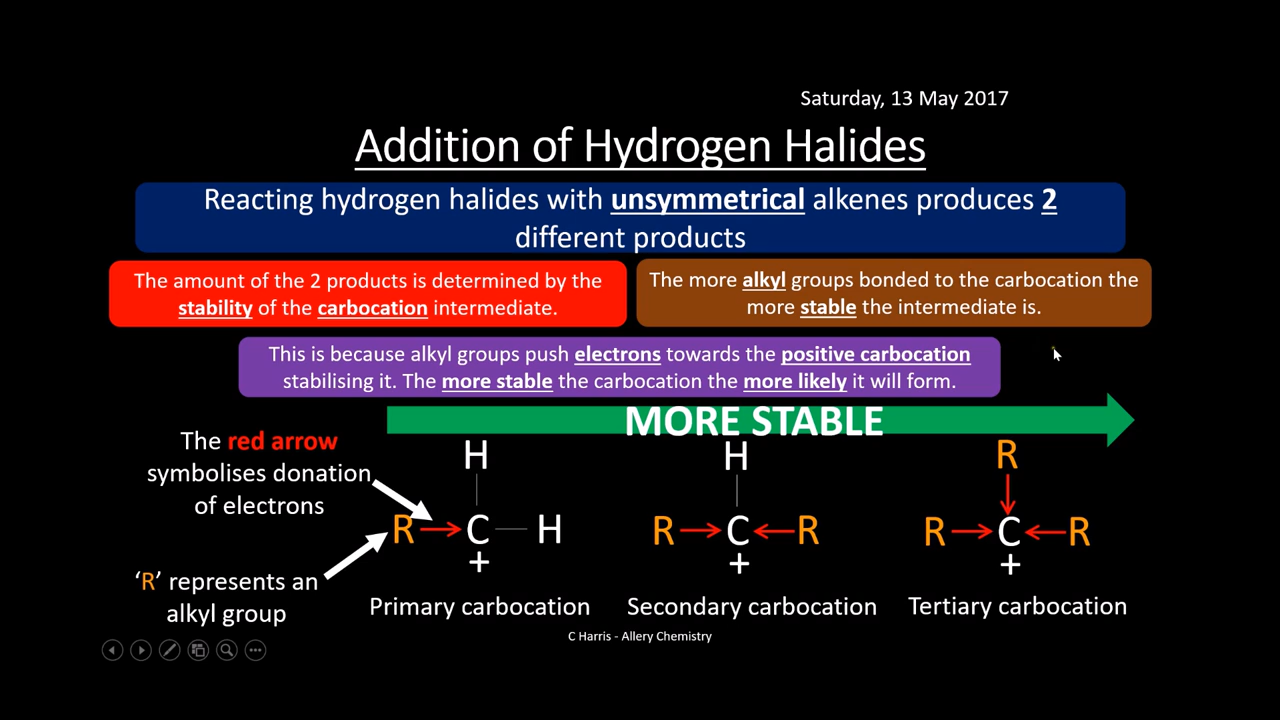 Saturday, 13 May 2017
Addition of Hydrogen Halides
Reacting hydrogen halides with unsymmetrical alkenes produces 2
different products
The amount of the 2 products is determined by the
stability of the carbocation intermediate.
The more alkyl groups bonded to the carbocation the
more stable the intermediate is.
This is because alkyl groups push electrons towards the positive carbocation
stabilising it. The more stable the carbocation the more likely it will form.
MORE STABLE
The red arrow
symbolises donation
of electrons
'R' represents an
alkyl group
H
R C H
+
Primary carbocation
H
R C R
+
Secondary carbocation
R
R C R
+
Tertiary carbocation
C Harris - Allery Chemistry